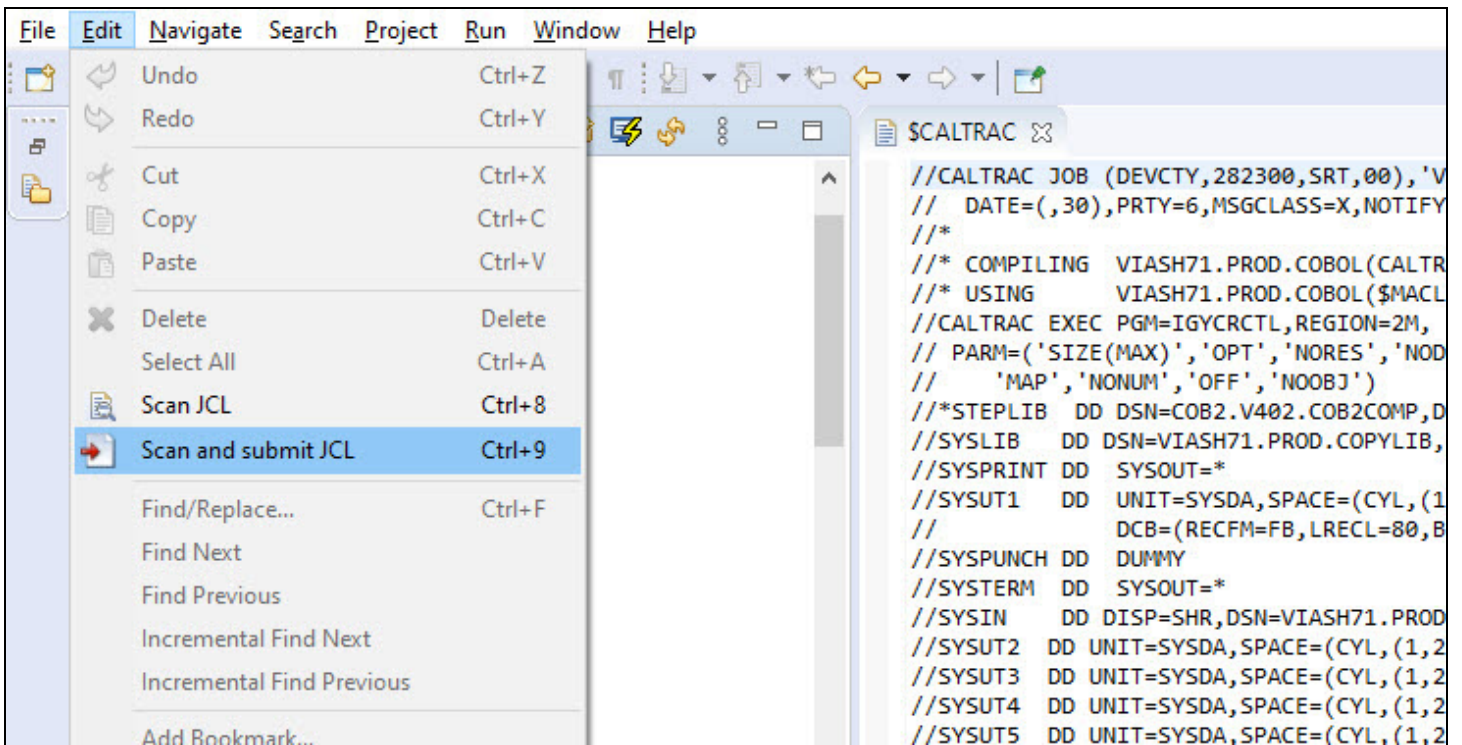 File Edit Navigate Search Project Run Window Help
Undo Ctrl+Z
Redo Ctrl+Y
Cut Ctrl+X
Copy Ctrl+C
Paste Ctrl+V
Delete Delete
Select All Ctrl+A
Scan JCL Ctrl+8
Scan and submit JCL Ctrl+9
Find/Replace... Ctrl+F
Find Next
Find Previous
Incremental Find Next
Incremental Find Previous
Add Bookmark...
$CALTRAC
//CALTRAC JOB (DEVCTY,282300,SRT,00),'V
//  DATE=(,30),PRTY=6,MSGCLASS=X,NOTIFY
//*
//* COMPILING  VIASH71.PROD.COBOL(CALTR
//* USING      VIASH71.PROD.COBOL($MACL
//CALTRAC EXEC PGM=IGYCRCTL,REGION=2M,
// PARM=('SIZE(MAX)','OPT','NORES','NOD
//    'MAP','NONUM','OFF','NOOBJ')
//*STEPLIB  DD DSN=COB2.V402.COB2COMP,D
//SYSLIB   DD DSN=VIASH71.PROD.COPYLIB,
//SYSPRINT DD  SYSOUT=*
//SYSUT1   DD  UNIT=SYSDA,SPACE=(CYL,(1
//             DCB=(RECFM=FB,LRECL=80,B
//SYSPUNCH DD  DUMMY
//SYSTERM  DD  SYSOUT=*
//SYSIN    DD DISP=SHR,DSN=VIASH71.PROD
//SYSUT2  DD UNIT=SYSDA,SPACE=(CYL,(1,2
//SYSUT3  DD UNIT=SYSDA,SPACE=(CYL,(1,2
//SYSUT4  DD UNIT=SYSDA,SPACE=(CYL,(1,2
//SYSUT5  DD UNIT=SYSDA,SPACE=(CYL,(1,2